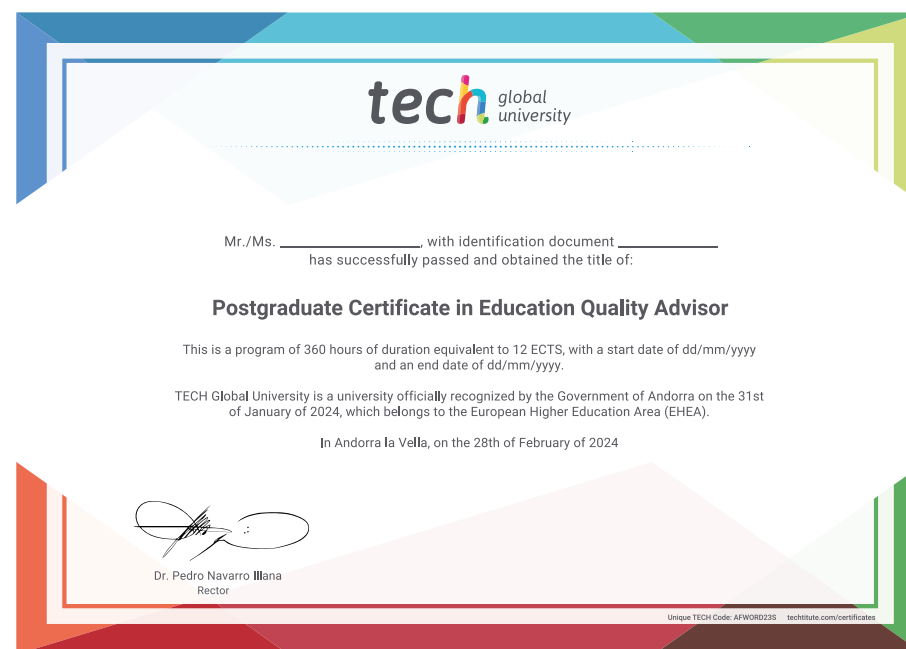 tech global
university
Mr./Ms. ____________, with identification document ____________
has successfully passed and obtained the title of:
Postgraduate Certificate in Education Quality Advisor
This is a program of 360 hours of duration equivalent to 12 ECTS, with a start date of dd/mm/yyyy
and an end date of dd/mm/yyyy.
TECH Global University is a university officially recognized by the Government of Andorra on the 31st
of January of 2024, which belongs to the European Higher Education Area (EHEA).
In Andorra la Vella, on the 28th of February of 2024
Dr. Pedro Navarro Illana
Rector
Unique TECH Code: AFWORD23S techtitute.com/certificates